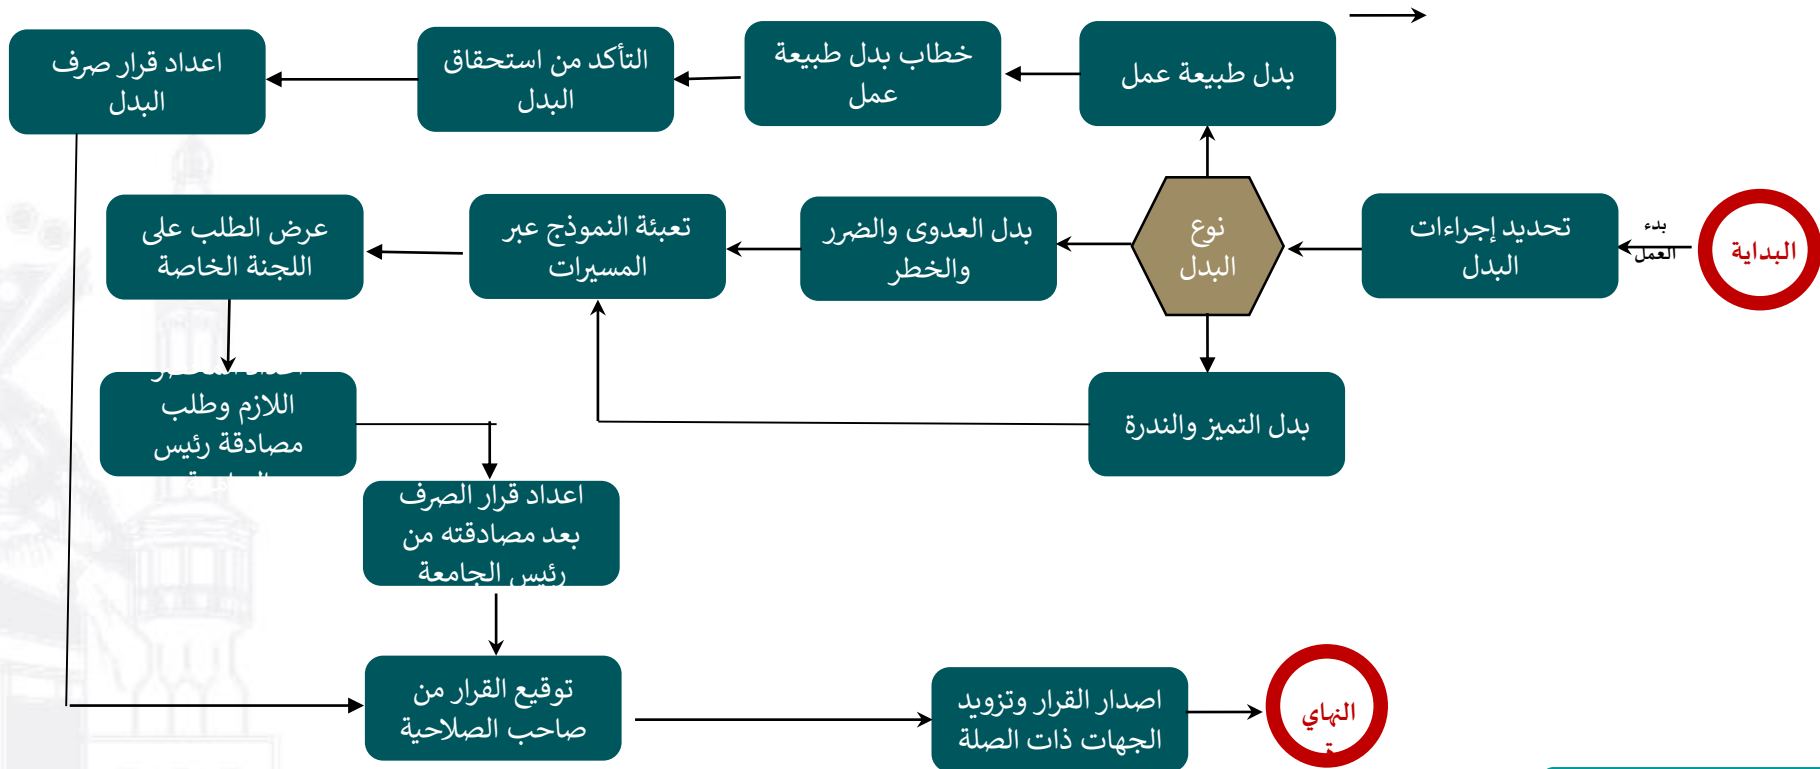 بدل طبيعة عمل
خطاب بدل طبيعة
عمل
التأكد من استحقاق
البدل
اعداد قرار صرف
البدل
البداية
بدء
العمل
تحديد إجراءات
البدل
نوع
البدل
بدل العدوى والضرر
والخطر
تعبئة النموذج عبر
المسيرات
عرض الطلب على
اللجنة الخاصة
اللازم وطلب
مصادقة رئيس
بدل التميز والندرة
اعداد قرار الصرف
بعد مصادقته من
رئيس الجامعة
توقيع القرار من
صاحب الصلاحية
اصدار القرار وتزويد
الجهات ذات الصلة
النهاي
ة